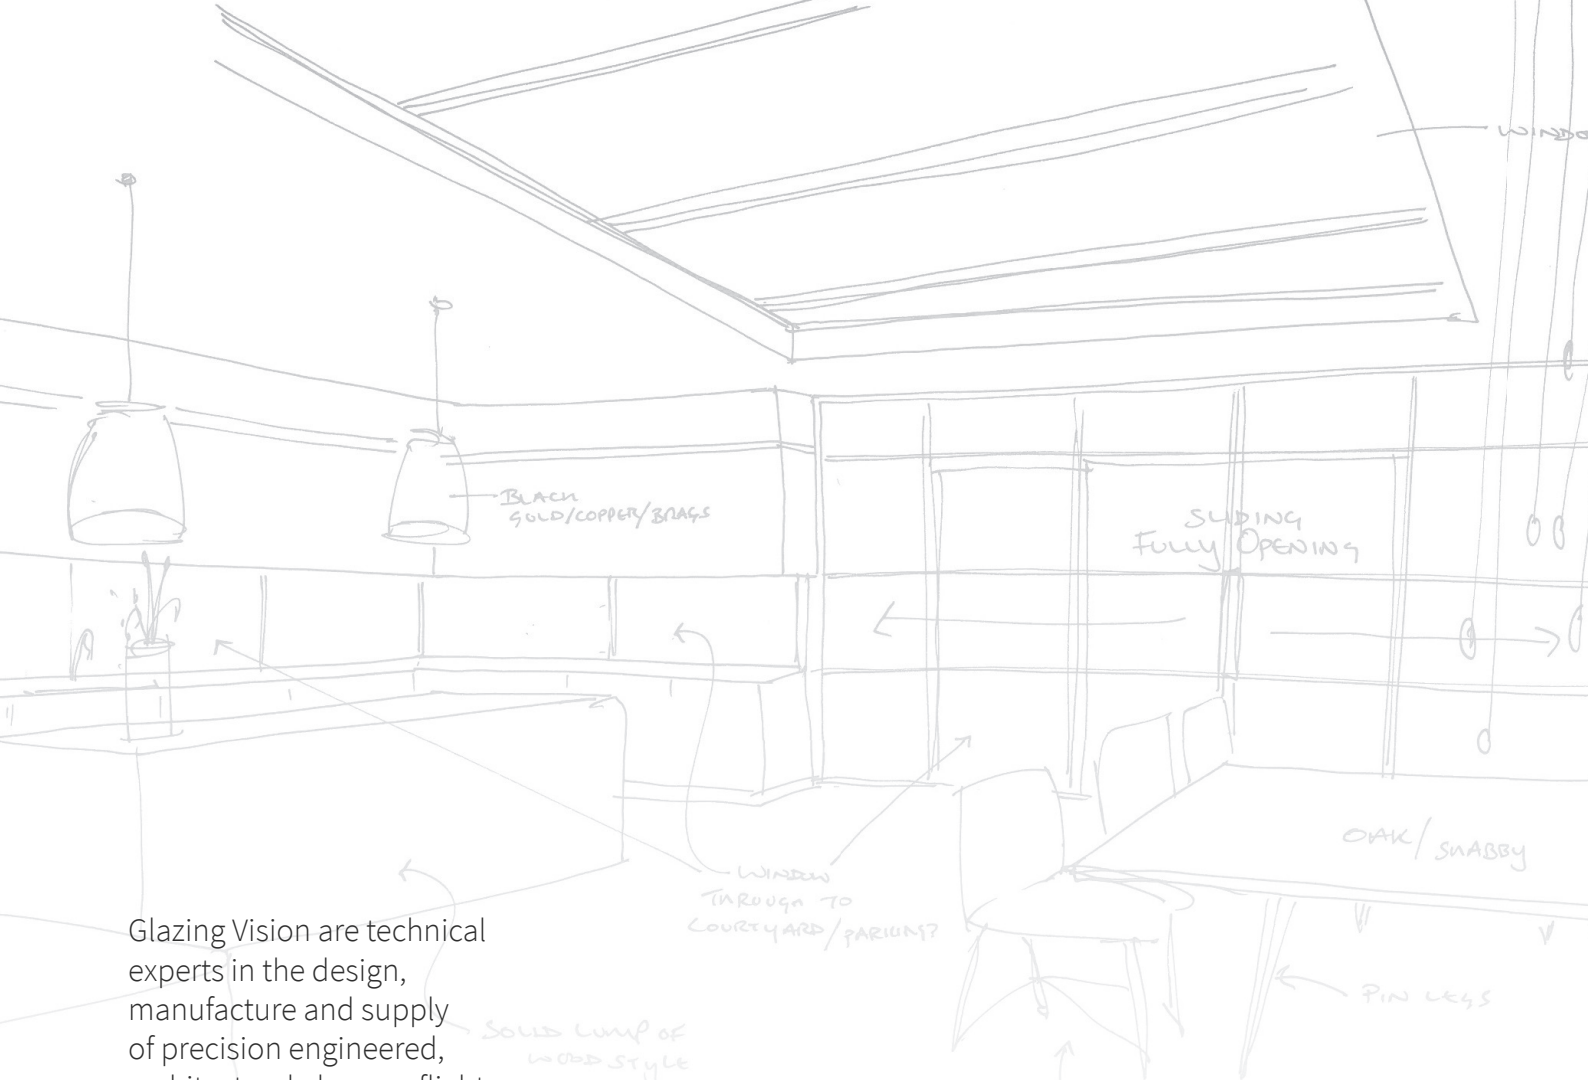 WINDO
BLACK
GOLD/COPPER/BRASS
SLIDING
FULLY OPENING
OAK/SHABBY
WINDOW
THROUGH TO
COURTYARD/PARKING?
PIN LEGS
SOLID LUMP OF
WOOD STYLE
Glazing Vision are technical
experts in the design,
manufacture and supply
of precision engineered,